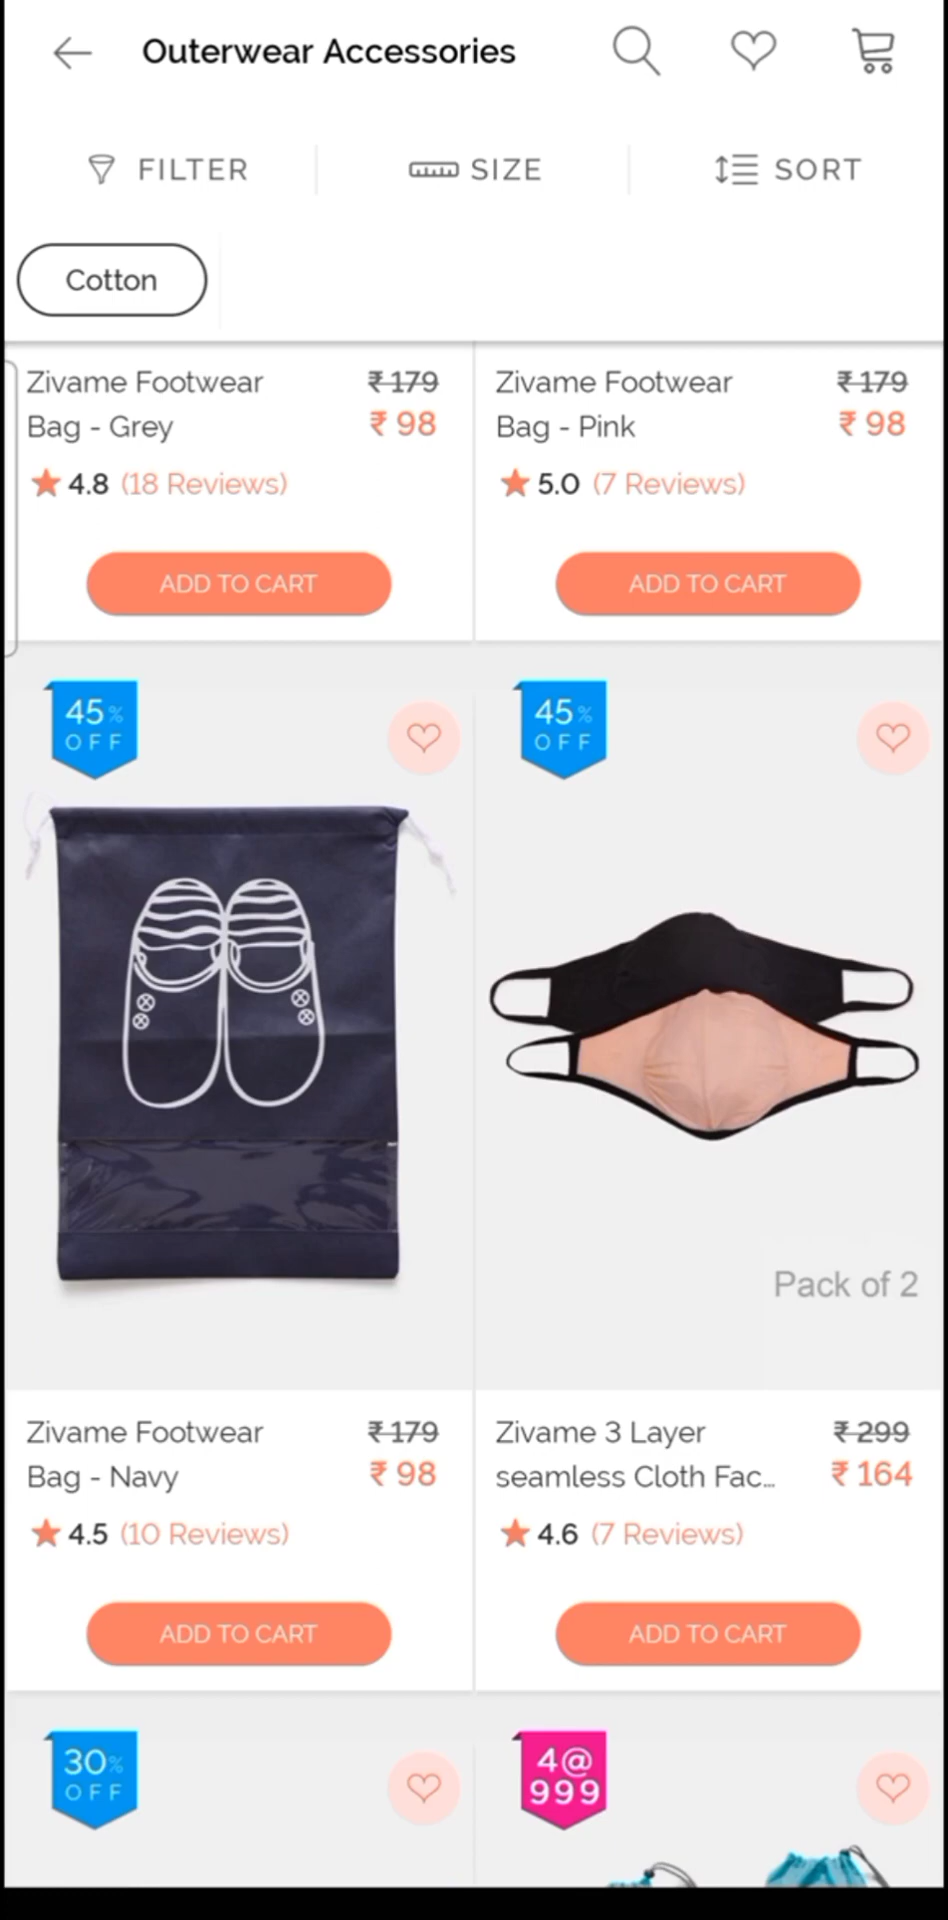 Outerwear Accessories
FILTER
SIZE
SORT
Cotton
Zivame Footwear
Bag - Grey
₹ 179
₹ 98
4.8 (18 Reviews)
ADD TO CART
Zivame Footwear
Bag - Pink
₹ 179
₹ 98
5.0 (7 Reviews)
ADD TO CART
45%
OFF
45%
OFF
Pack of 2
Zivame Footwear
Bag - Navy
₹ 179
₹ 98
4.5 (10 Reviews)
ADD TO CART
Zivame 3 Layer
seamless Cloth Fac...
₹ 299
₹ 164
4.6 (7 Reviews)
ADD TO CART
30%
OFF
4@
999